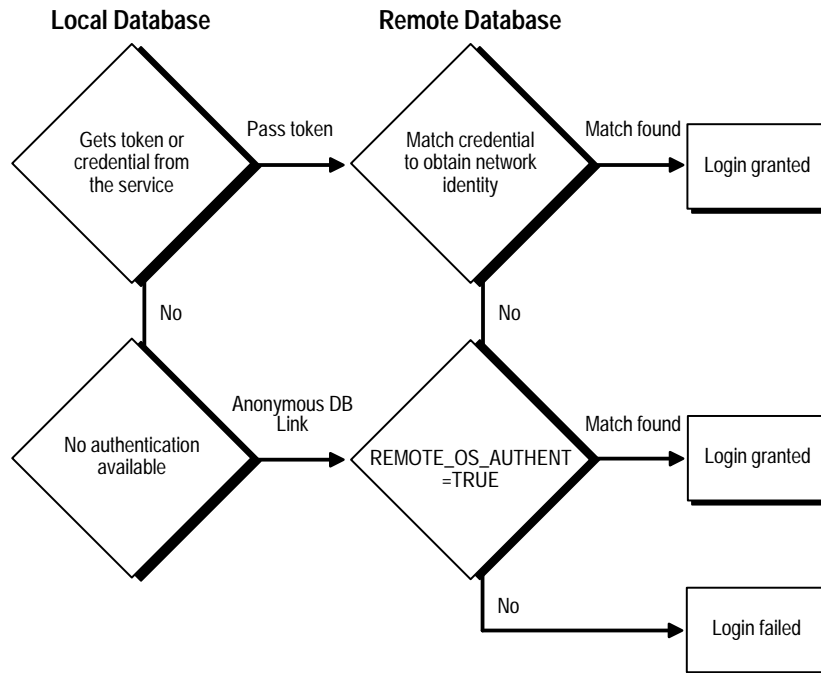 Local Database
Remote Database
Gets token or
credential from
the service
Pass token
Match credential
to obtain network
identity
Match found
Login granted
No
No
No authentication
available
Anonymous DB
Link
REMOTE_OS_AUTHENT
=TRUE
Match found
Login granted
No
Login failed